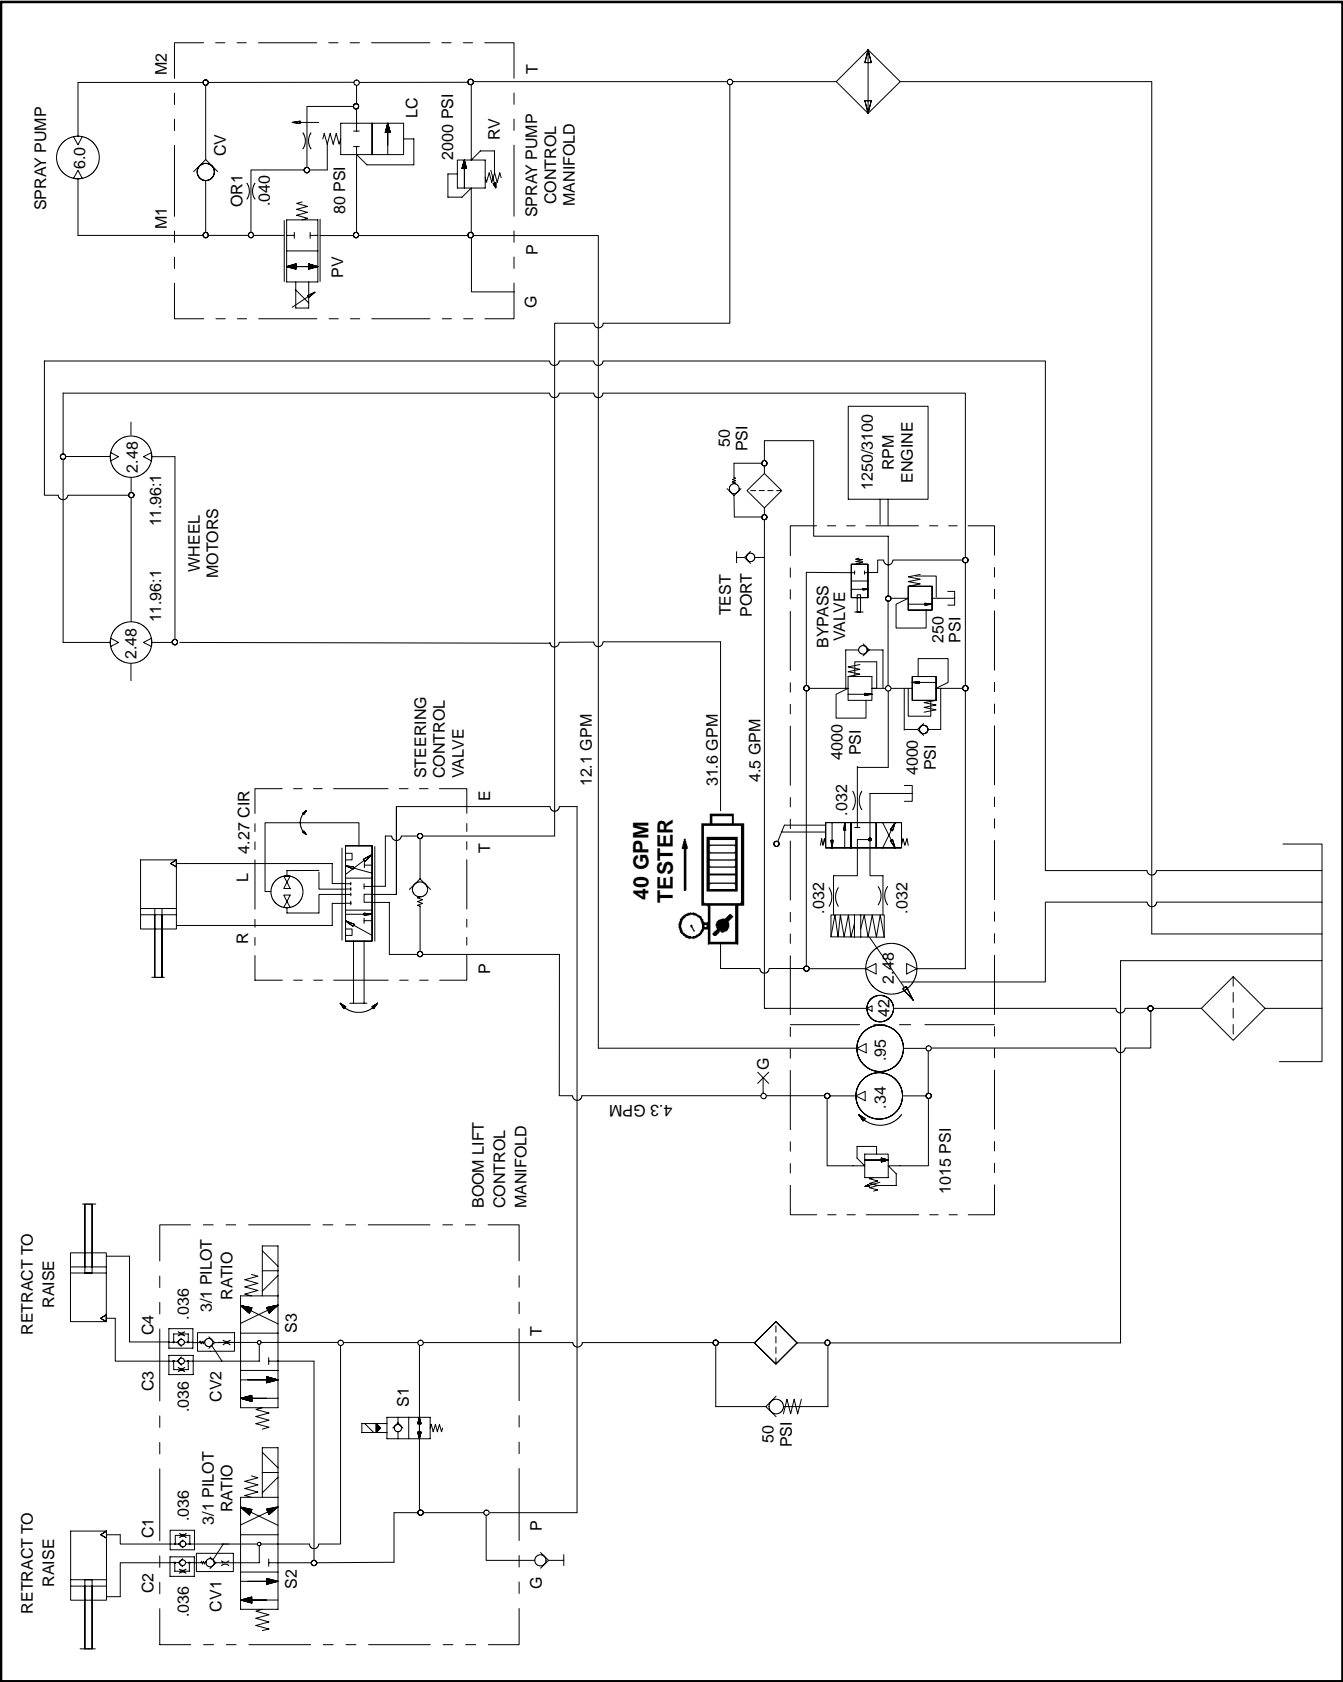 RETRACT TO
RAISE
C2
C1
.036
.036
CV1
3/1 PILOT
RATIO
S2
RETRACT TO
RAISE
C3
C4
.036
.036
CV2
3/1 PILOT
RATIO
S3
S1
G
P
T
BOOM LIFT
CONTROL
MANIFOLD
50
PSI
R
L
4.27 CIR
P
T
E
STEERING
CONTROL
VALVE
4.3 GPM
12.1 GPM
31.6 GPM
4.5 GPM
40 GPM
TESTER
G
1015 PSI
.34
.95
.42
2.48
.032
.032
.032
4000
PSI
4000
PSI
BYPASS
VALVE
250
PSI
TEST
PORT
50
PSI
1250/3100
RPM
ENGINE
2.48
11.96:1
2.48
11.96:1
WHEEL
MOTORS
SPRAY PUMP
6.0
M1
M2
CV
OR1
.040
PV
80 PSI
LC
2000 PSI
RV
G
P
T
SPRAY PUMP
CONTROL
MANIFOLD